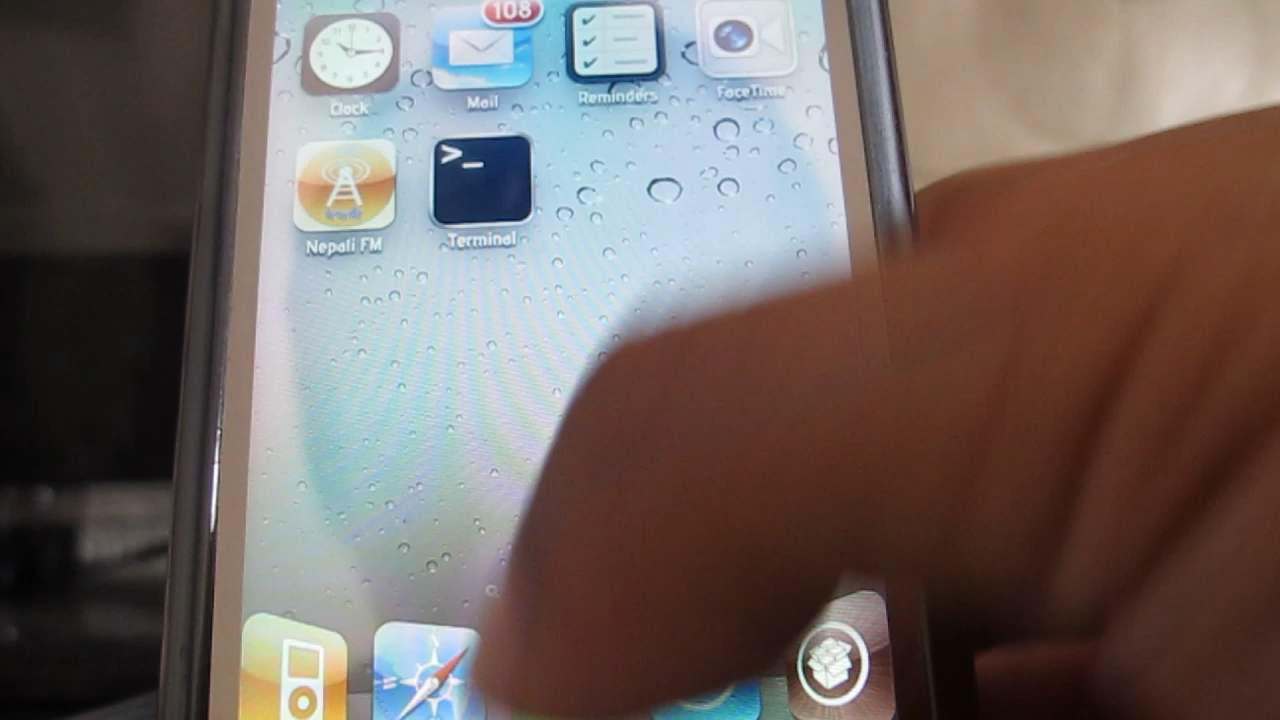 108
Clock
Mail
Reminders
FaceTime
>_
Nepali FM
Terminal